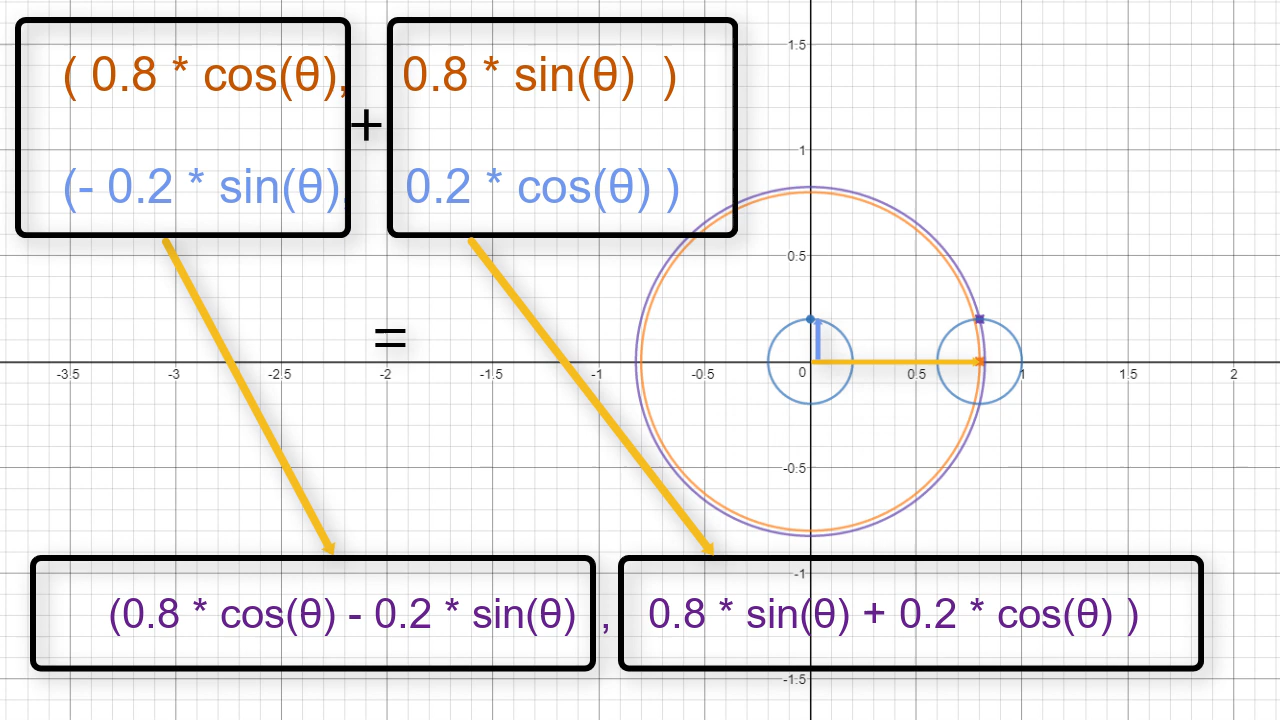 ( 0.8 * cos(θ), 0.8 * sin(θ) )
+
(- 0.2 * sin(θ), 0.2 * cos(θ) )
=
(0.8 * cos(θ) - 0.2 * sin(θ) , 0.8 * sin(θ) + 0.2 * cos(θ) )
1.5
1
0.5
-3.5 -3 -2.5 -2 -1.5 -1 -0.5 0 0.5 1 1.5 2
-0.5
-1
-1.5